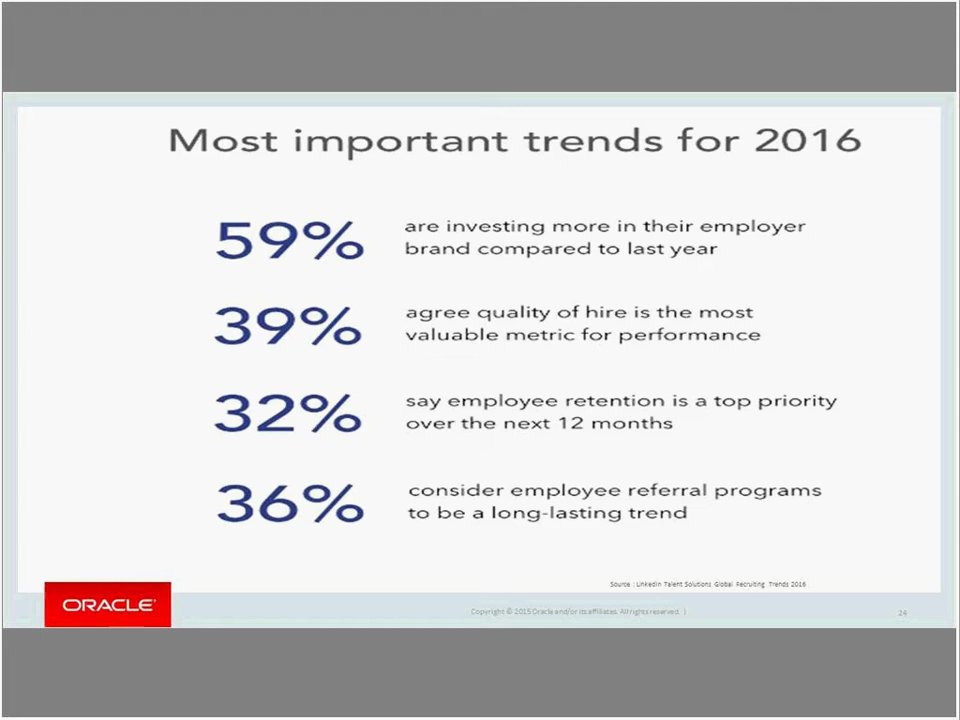 Most important trends for 2016
59%
are investing more in their employer
brand compared to last year
39%
agree quality of hire is the most
valuable metric for performance
32%
say employee retention is a top priority
over the next 12 months
36%
consider employee referral programs
to be a long-lasting trend
Source : LinkedIn Talent Solutions Global Recruiting Trends 2016
ORACLE®
Copyright © 2015 Oracle and/or its affiliates. All rights reserved. |
24